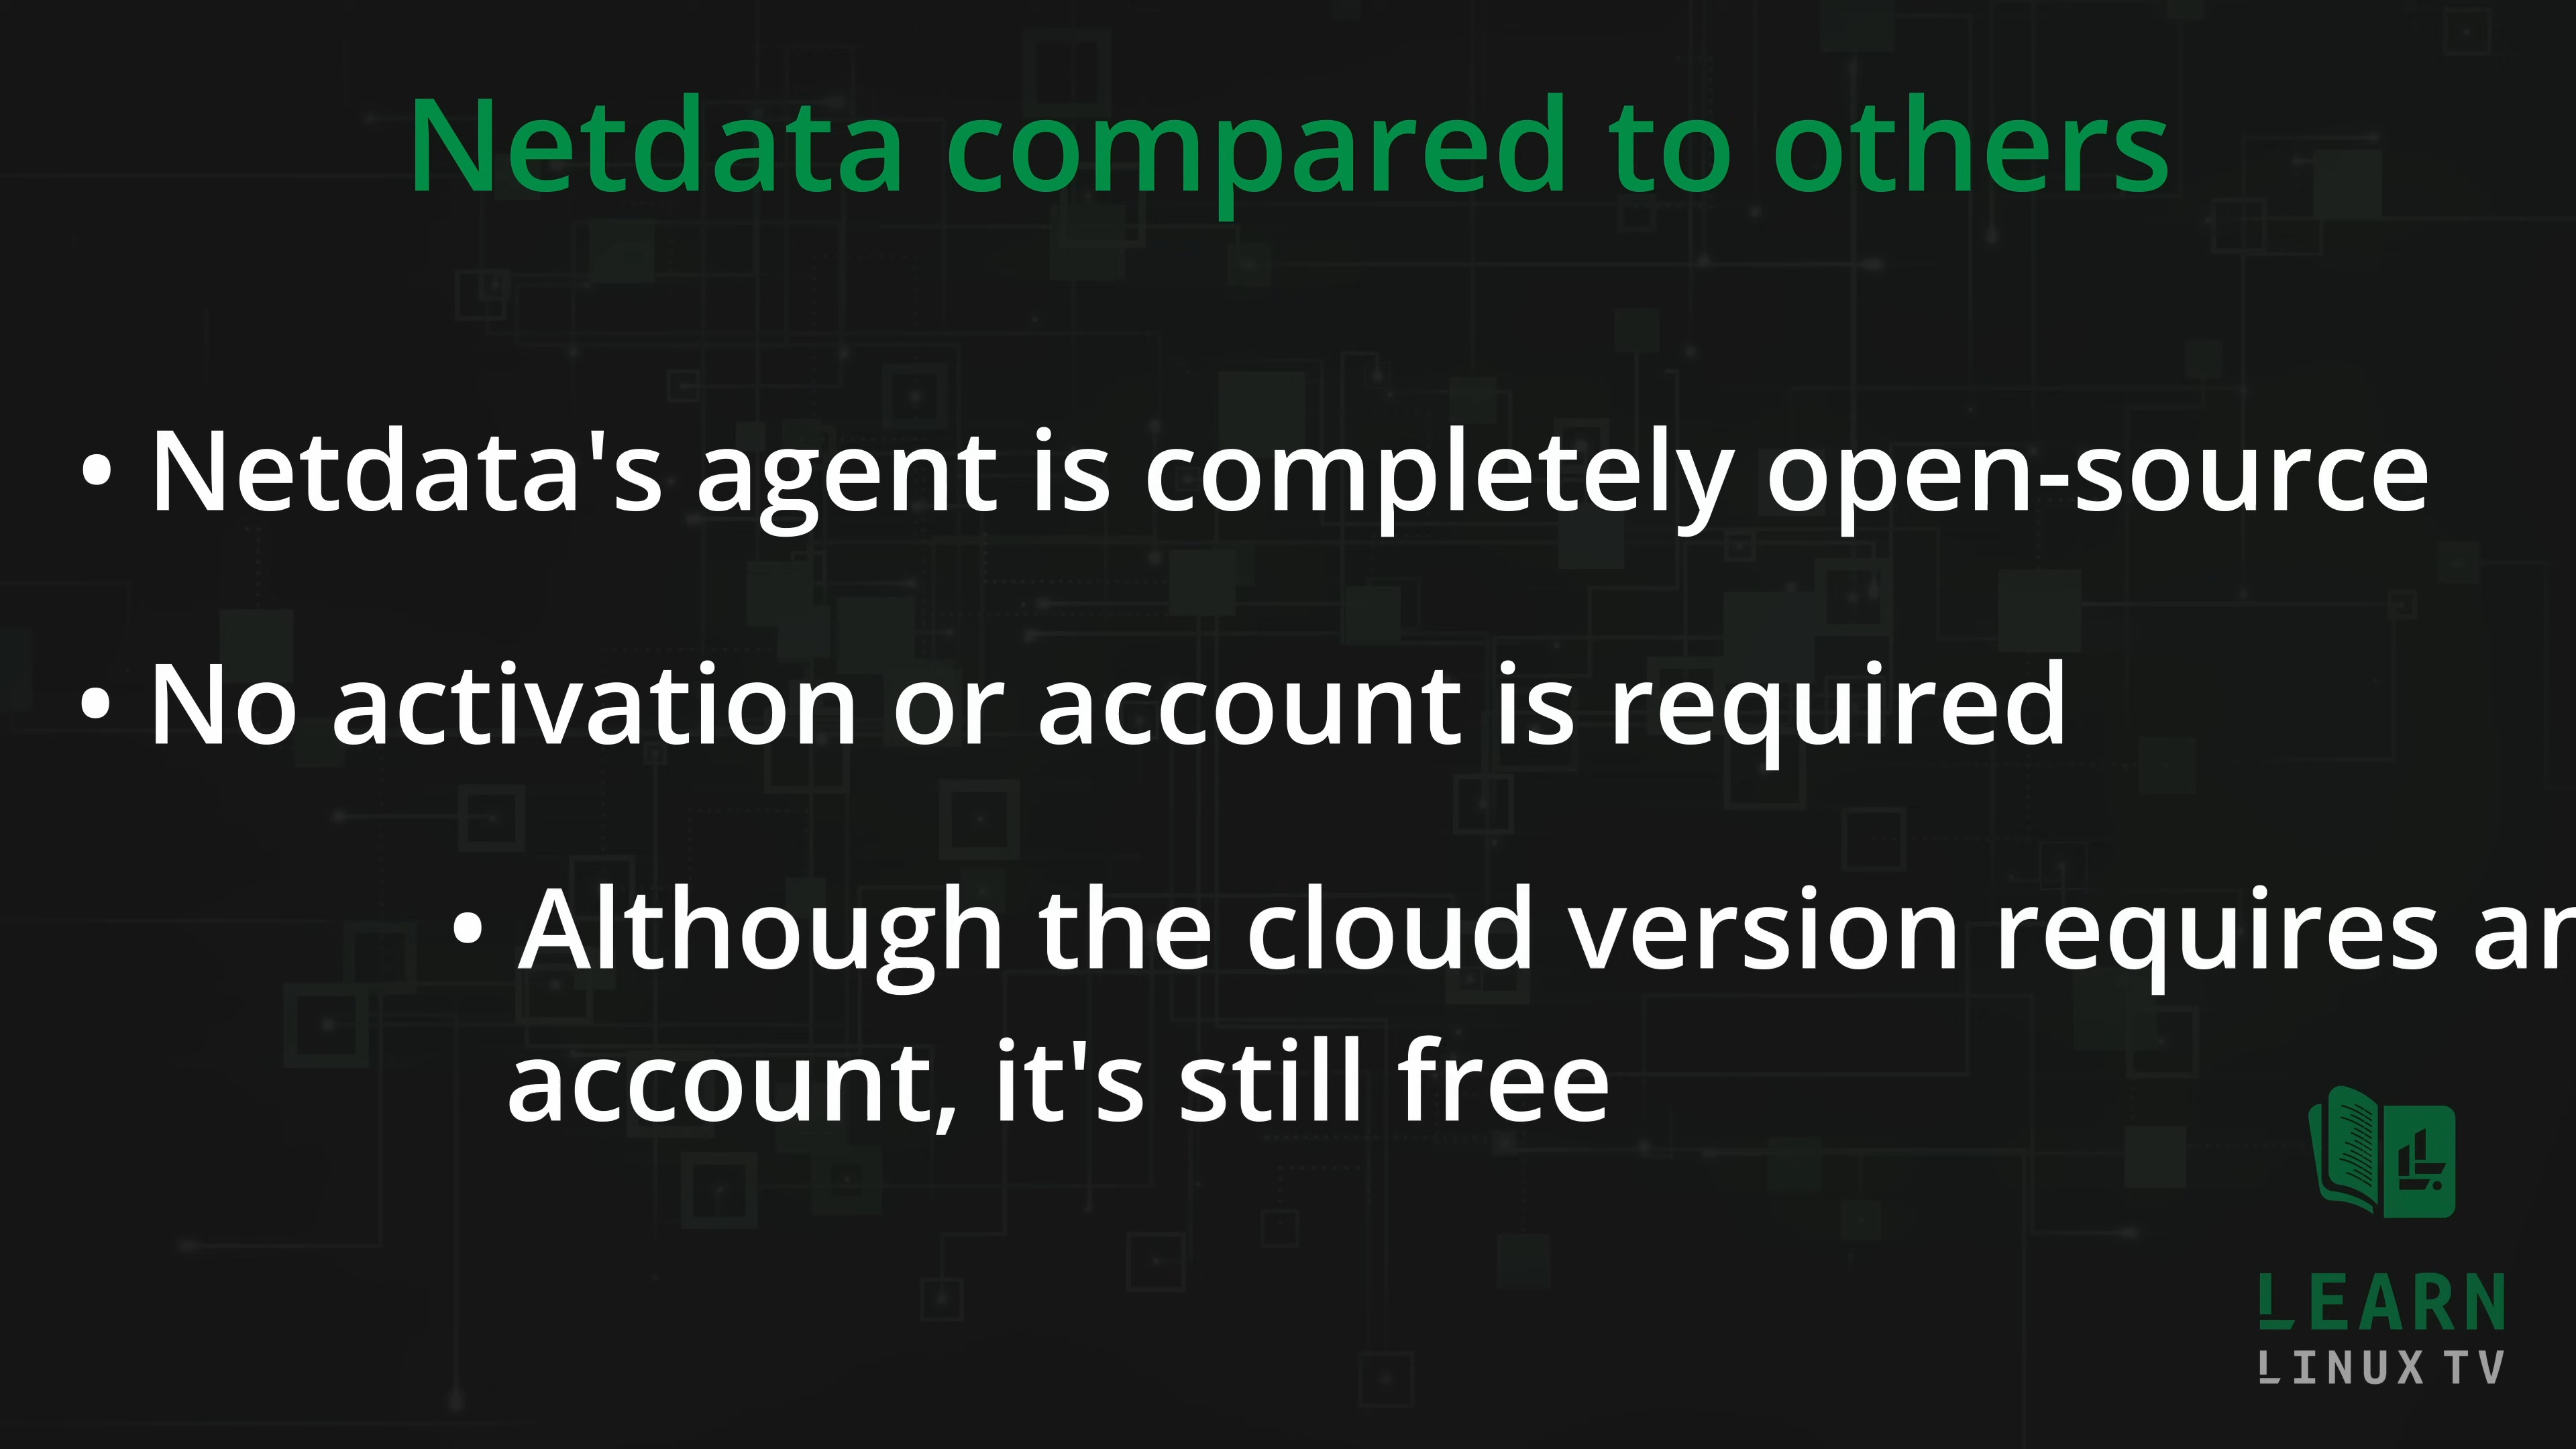 Netdata compared to others
• Netdata's agent is completely open-source
• No activation or account is required
• Although the cloud version requires an
account, it's still free
LEARN
LINUX TV